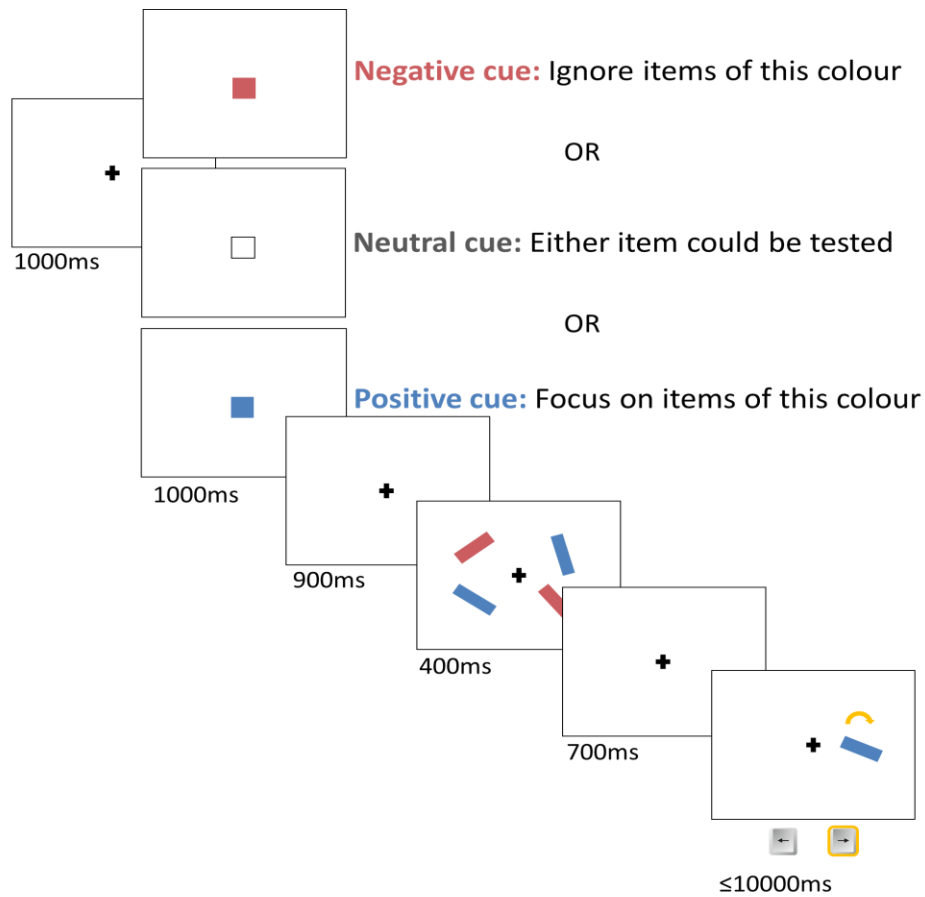 Negative cue: Ignore items of this colour
OR
1000ms
Neutral cue: Either item could be tested
OR
Positive cue: Focus on items of this colour
1000ms
900ms
400ms
700ms
← →
≤10000ms